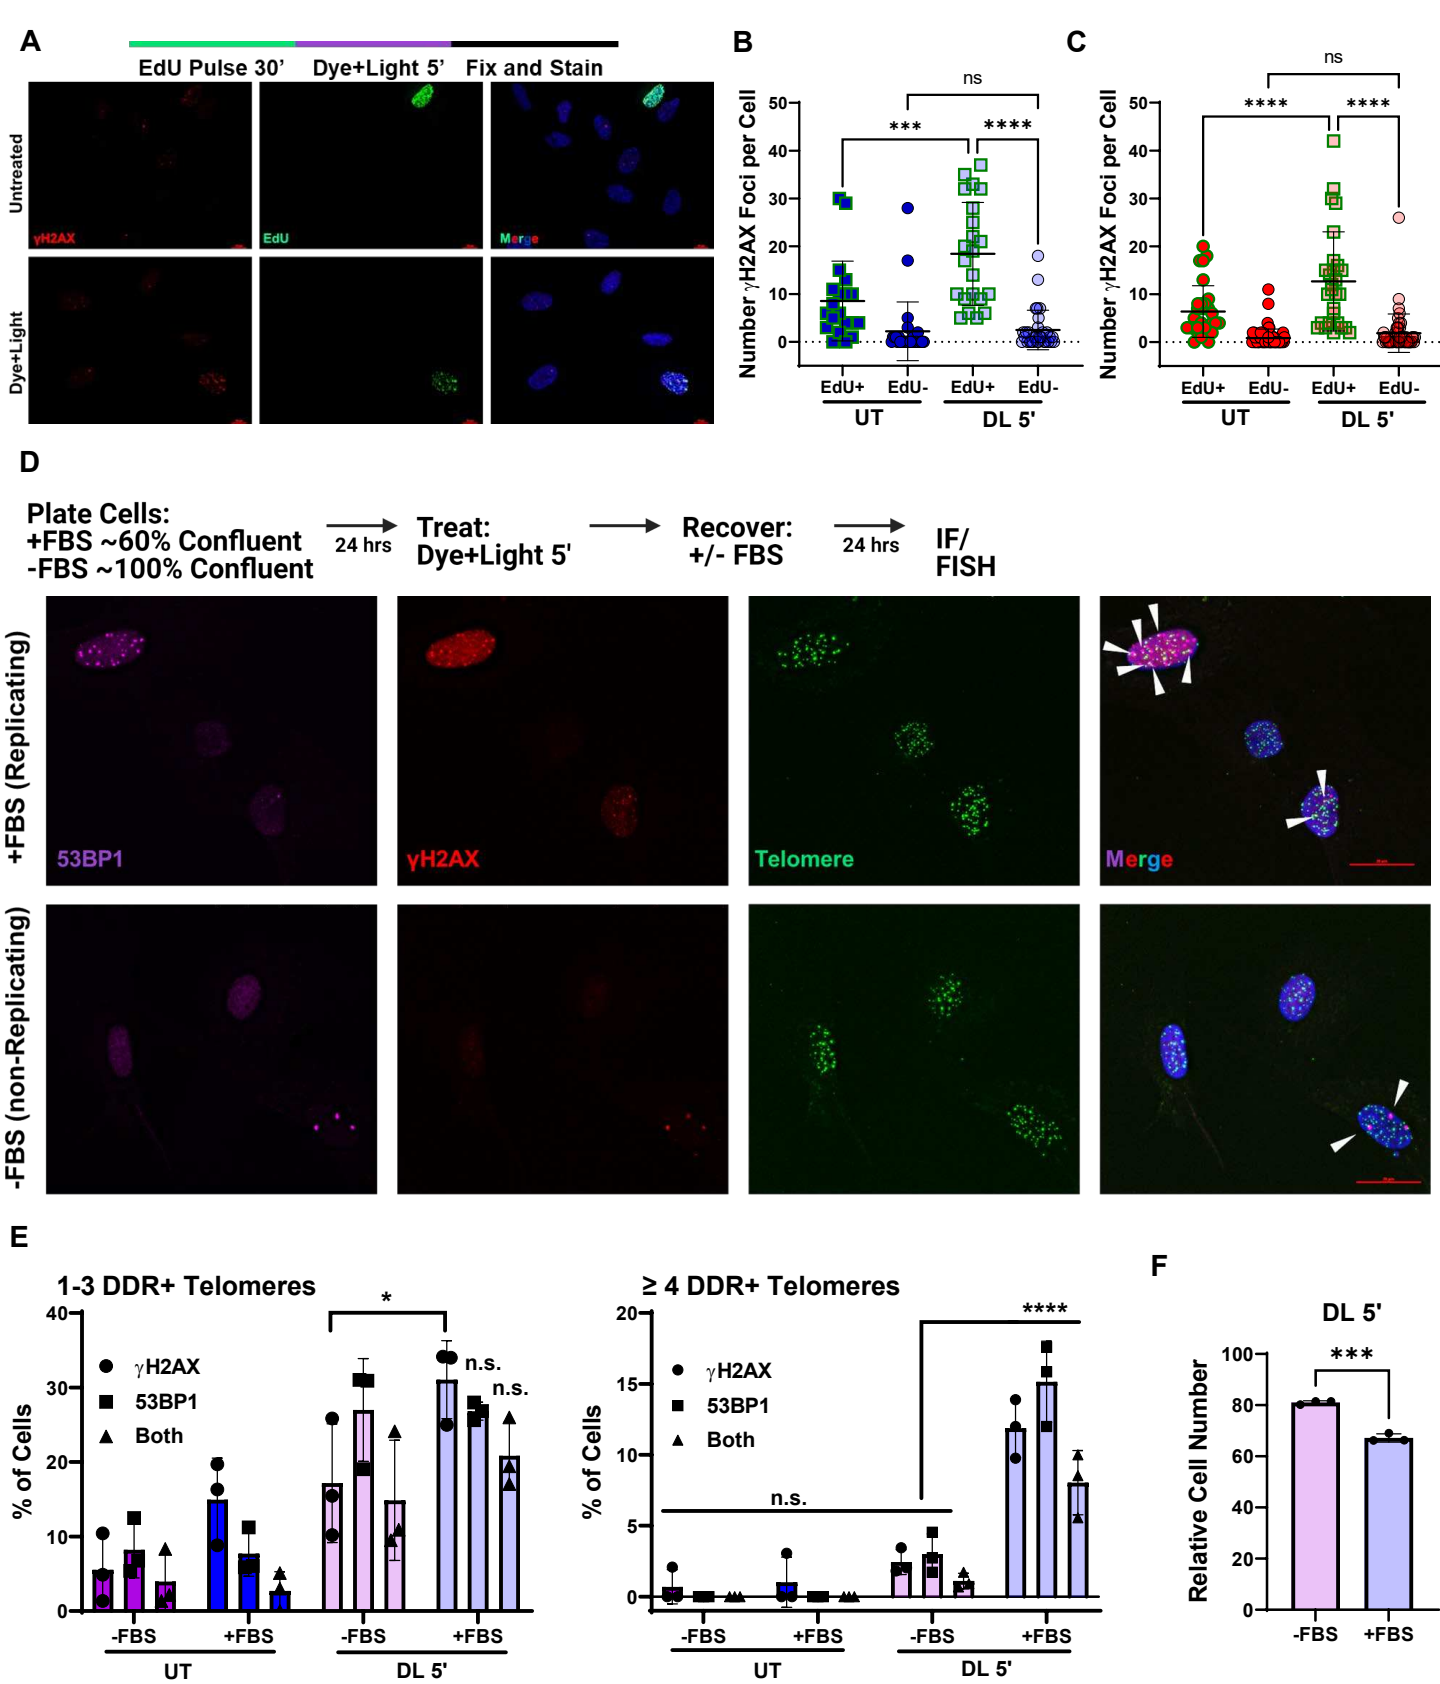 A
EdU Pulse 30’
Dye+Light 5’
Fix and Stain
Untreated
γH2AX
EdU
Merge
Dye+Light
B
Number γH2AX Foci per Cell
50
40
30
20
10
0
ns
***
****
EdU+
EdU-
EdU+
EdU-
UT
DL 5'
C
Number γH2AX Foci per Cell
50
40
30
20
10
0
ns
****
****
EdU+
EdU-
EdU+
EdU-
UT
DL 5'
D
Plate Cells:
+FBS ~60% Confluent
-FBS ~100% Confluent
24 hrs
Treat:
Dye+Light 5'
Recover:
+/- FBS
24 hrs
IF/
FISH
+FBS (Replicating)
53BP1
γH2AX
Telomere
Merge
-FBS (non-Replicating)
E
1-3 DDR+ Telomeres
% of Cells
40
30
20
10
0
γH2AX
53BP1
Both
*
n.s.
n.s.
-FBS
+FBS
-FBS
+FBS
UT
DL 5'
≥ 4 DDR+ Telomeres
% of Cells
20
15
10
5
0
γH2AX
53BP1
Both
n.s.
****
-FBS
+FBS
-FBS
+FBS
UT
DL 5'
F
DL 5'
Relative Cell Number
100
80
60
40
20
0
***
-FBS
+FBS